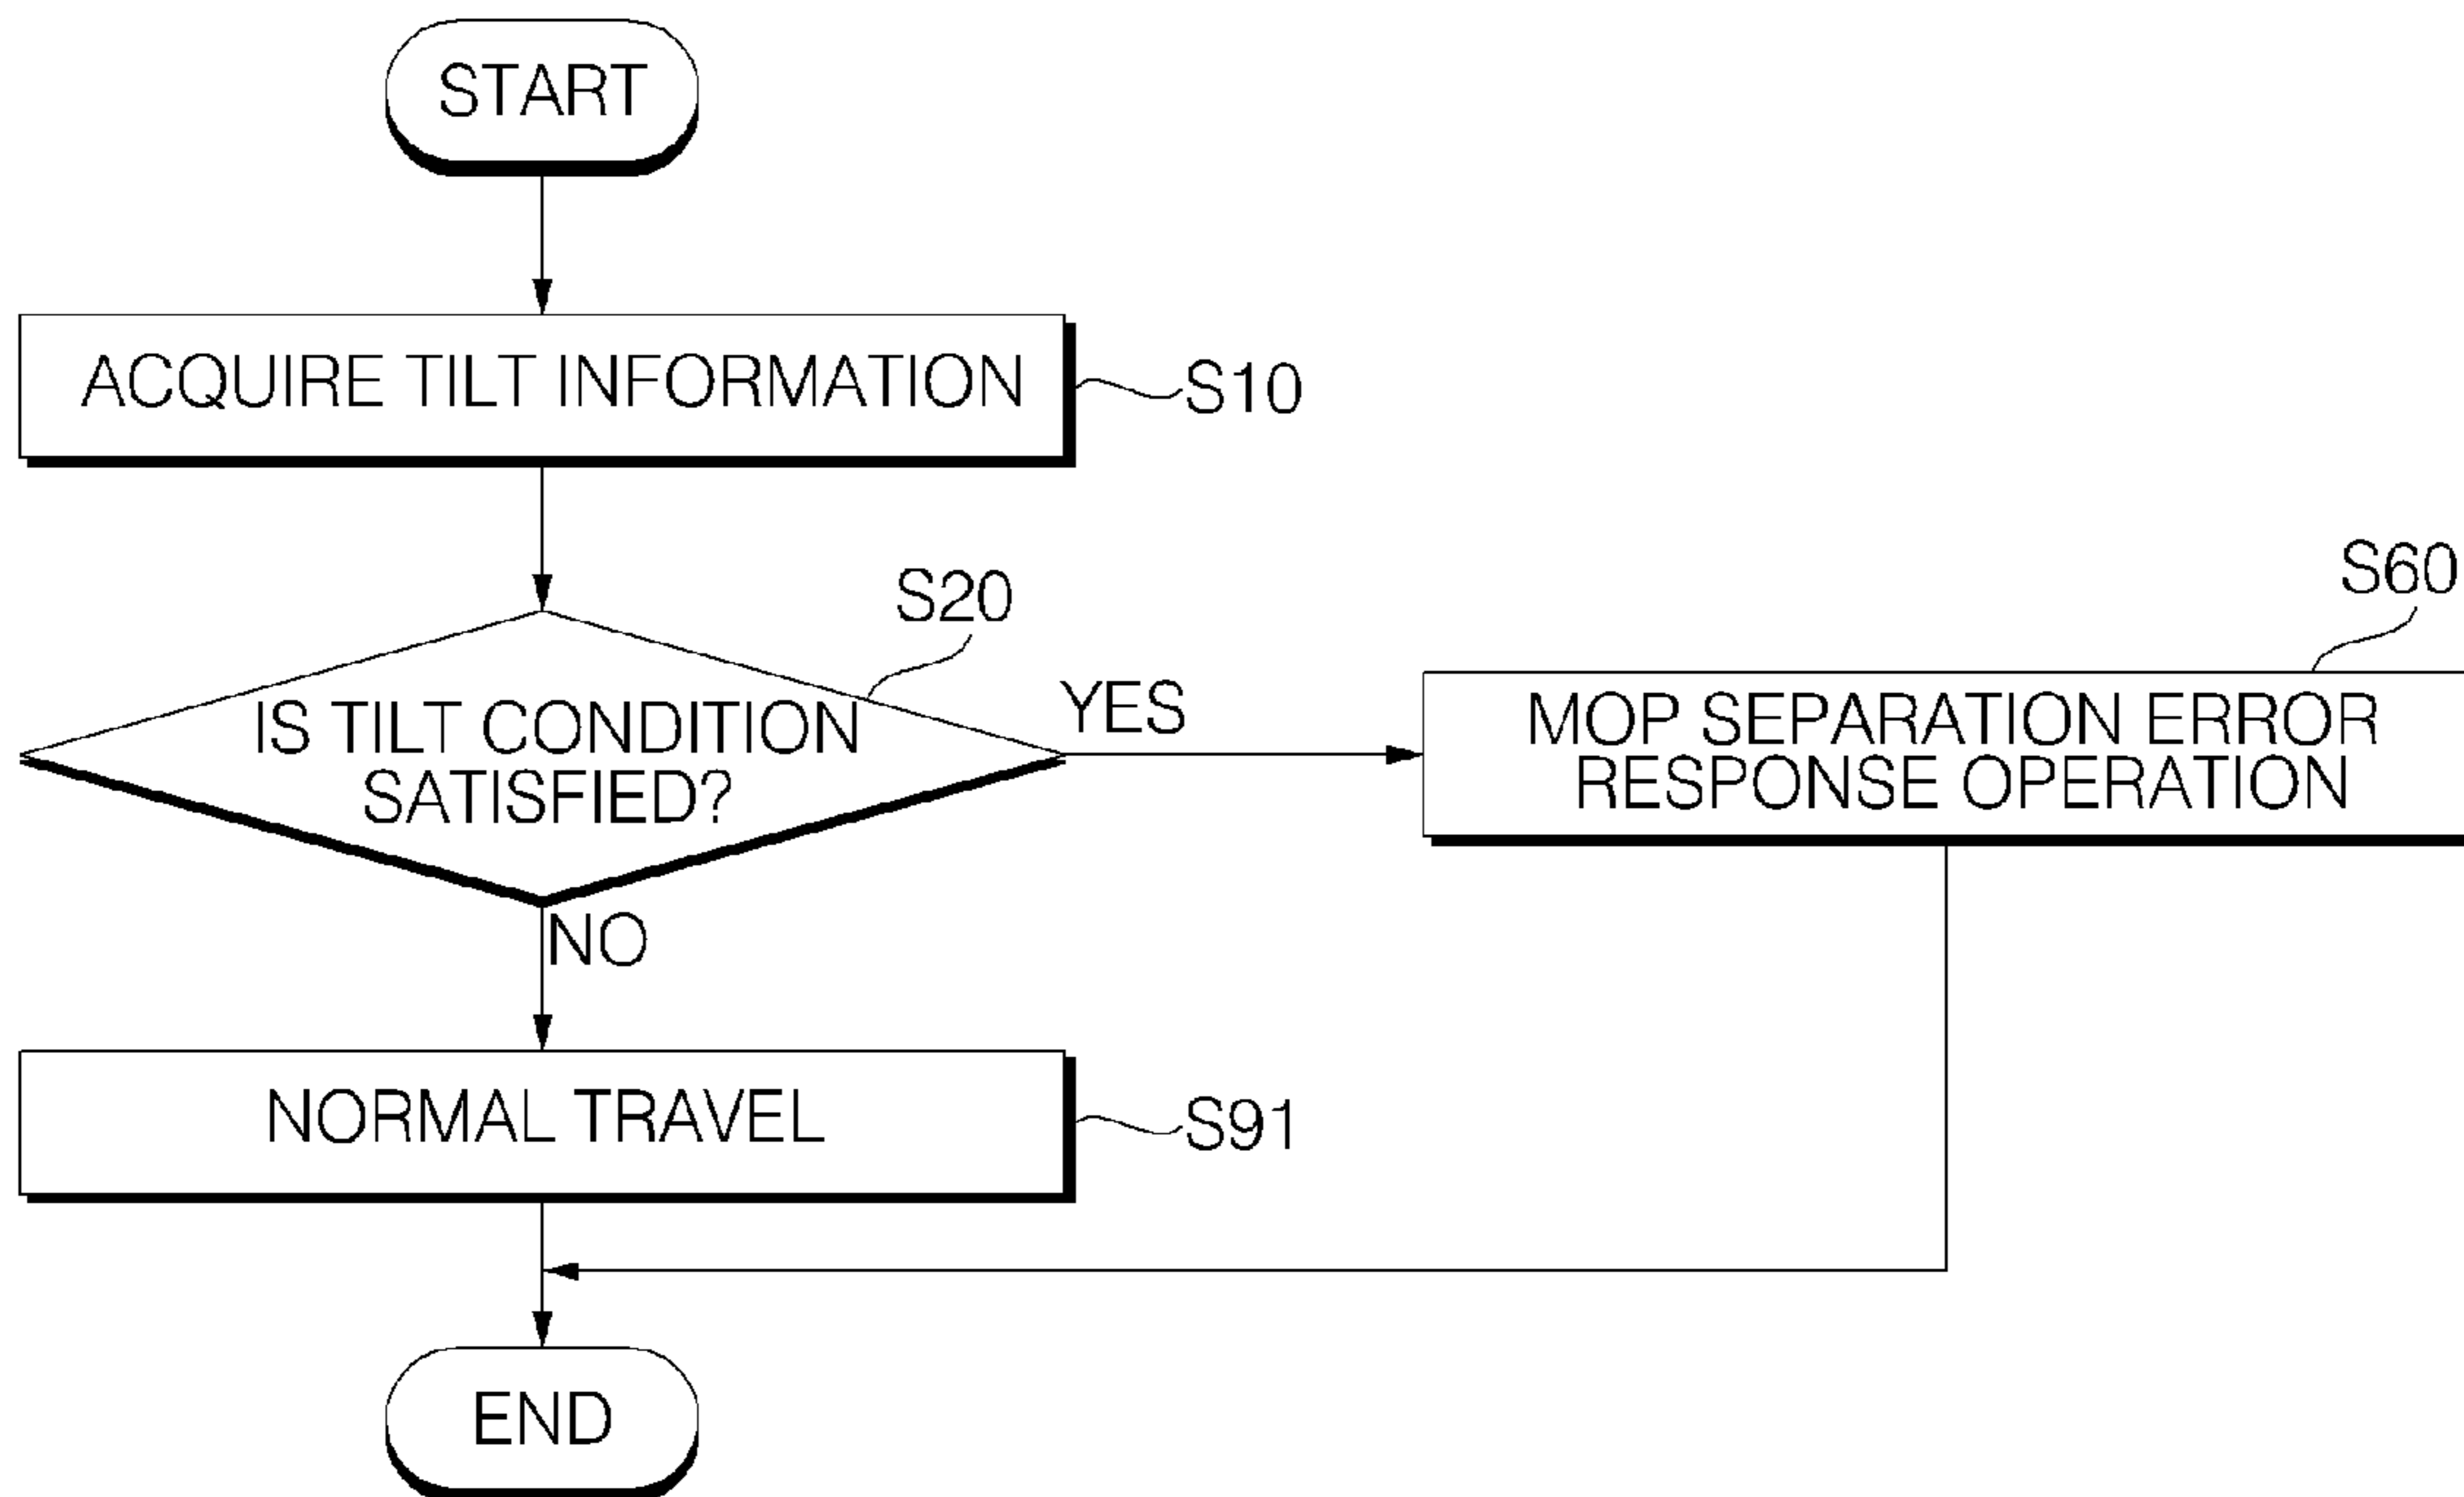 START
ACQUIRE TILT INFORMATION
S10
S20
IS TILT CONDITION
SATISFIED?
YES
S60
MOP SEPARATION ERROR
RESPONSE OPERATION
NO
NORMAL TRAVEL
S91
END